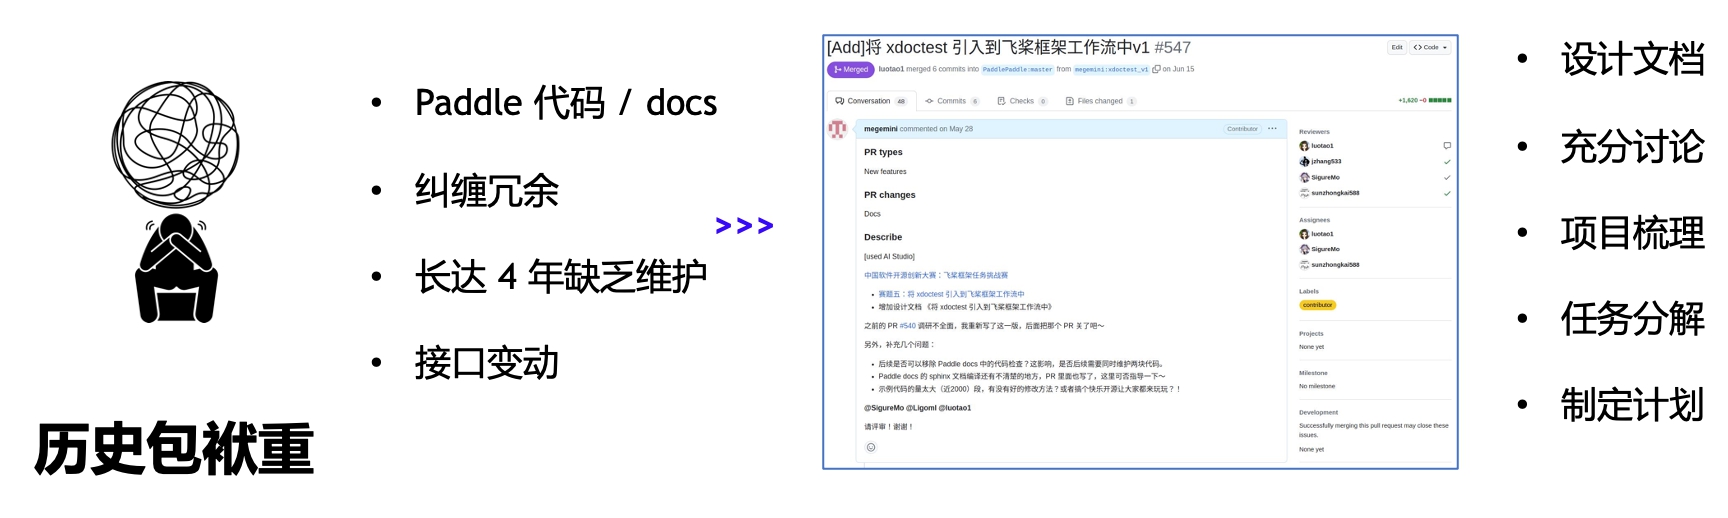 • Paddle 代码 / docs
• 纠缠冗余
• 长达 4 年缺乏维护
• 接口变动
历史包袱重
>>>
[Add]将 xdoctest 引入到飞桨框架工作流中v1 #547
Edit
<> Code
Merged
luotao1 merged 6 commits into PaddlePaddle:master from megemini:xdoctest_v1 on Jun 15
Conversation 48
Commits 6
Checks 0
Files changed 1
+1,620 −0
megemini commented on May 28
Contributor
PR types
New features
PR changes
Docs
Describe
[used AI Studio]
中国软件开源创新大赛：飞桨框架任务挑战赛
• 赛题五：将 xdoctest 引入到飞桨框架工作流中
• 增加设计文档 《将 xdoctest 引入到飞桨框架工作流中》
之前的 PR #540 调研不全面，我重新写了这一版，后面把那个 PR 关了吧～
另外，补充几个问题：
• 后续是否可以移除 Paddle docs 中的代码检查？这影响，是否后续需要同时维护两块代码。
• Paddle docs 的 sphinx 文档编译还有不清楚的地方，PR 里面也写了，这里可否指导一下～
• 示例代码的量太大（近2000）段，有没有好的修改方法？或者搞个快乐开源让大家都来玩玩？！
@SigureMo @Ligoml @luotao1
请评审！谢谢！
Reviewers
luotao1
jzhang533
SigureMo
sunzhongkai588
Assignees
luotao1
SigureMo
sunzhongkai588
Labels
contributor
Projects
None yet
Milestone
No milestone
Development
Successfully merging this pull request may close these
issues.
None yet
• 设计文档
• 充分讨论
• 项目梳理
• 任务分解
• 制定计划